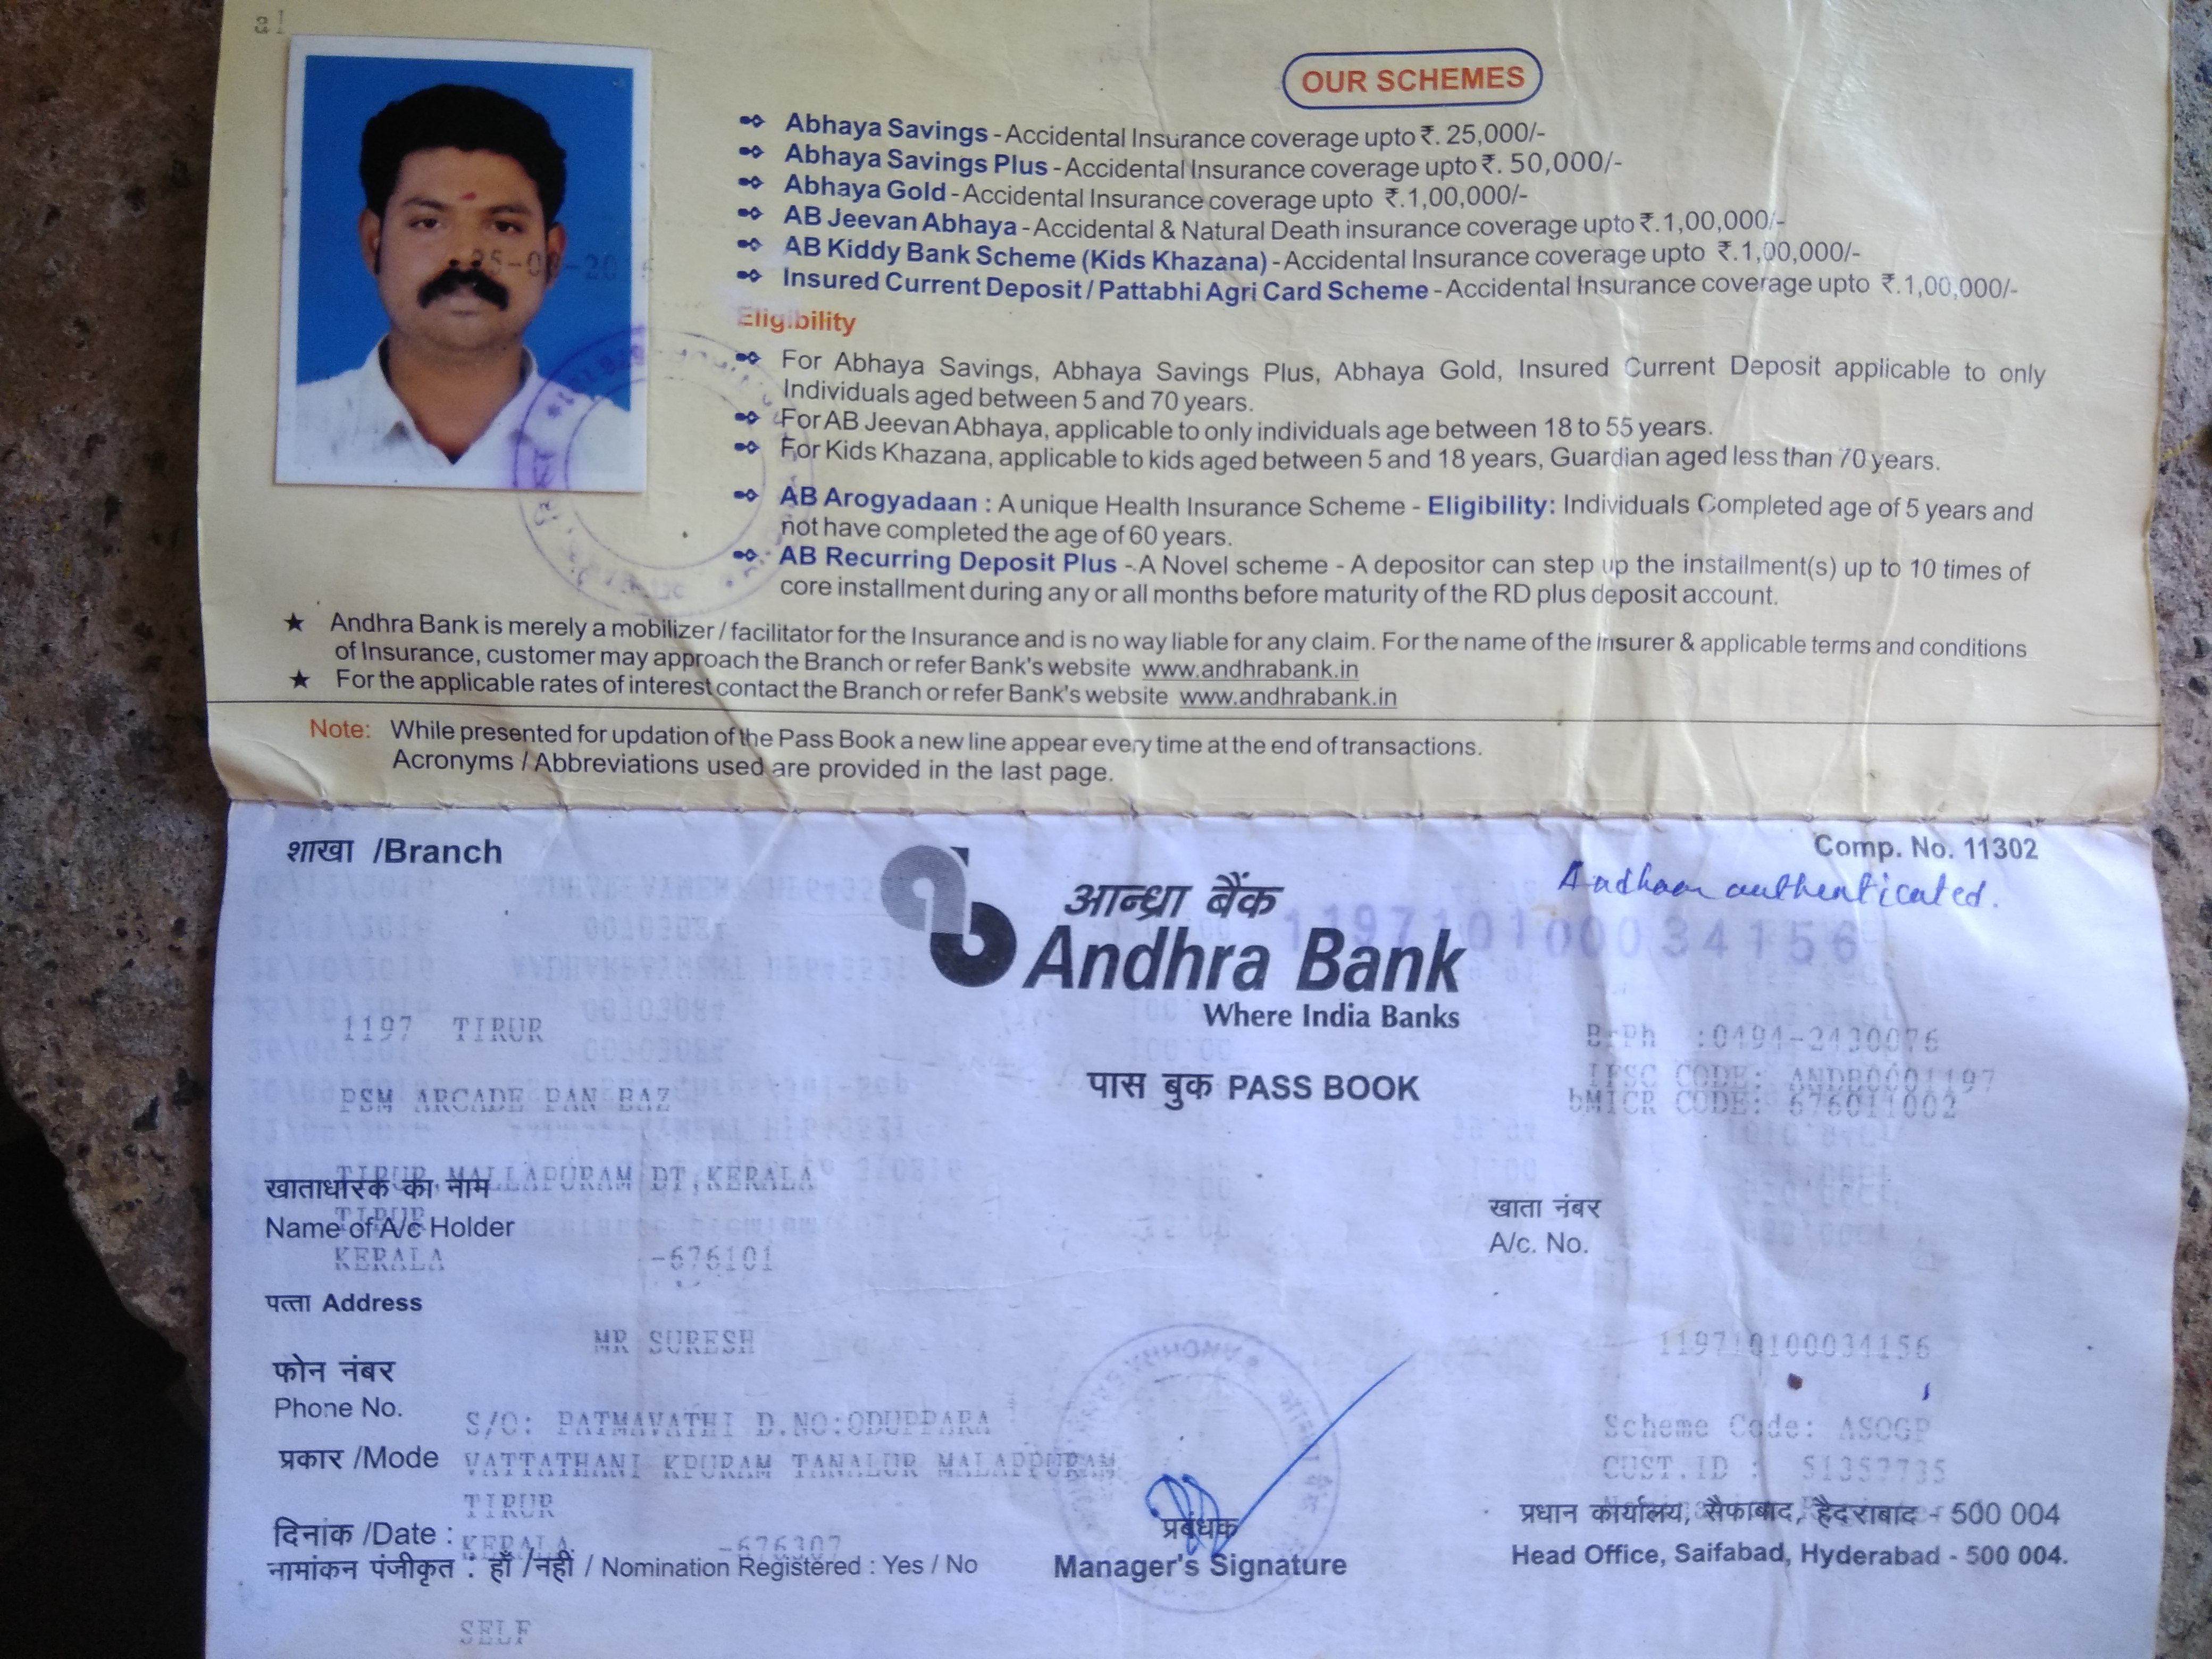 al
OUR SCHEMES
Abhaya Savings - Accidental Insurance coverage upto ₹. 25,000/-
Abhaya Savings Plus - Accidental Insurance coverage upto ₹. 50,000/-
Abhaya Gold - Accidental Insurance coverage upto ₹.1,00,000/-
AB Jeevan Abhaya - Accidental & Natural Death insurance coverage upto ₹.1,00,000/-
AB Kiddy Bank Scheme (Kids Khazana) - Accidental Insurance coverage upto ₹.1,00,000/-
Insured Current Deposit / Pattabhi Agri Card Scheme - Accidental Insurance coverage upto ₹.1,00,000/-
Eligibility
For Abhaya Savings, Abhaya Savings Plus, Abhaya Gold, Insured Current Deposit applicable to only
Individuals aged between 5 and 70 years.
For AB Jeevan Abhaya, applicable to only individuals age between 18 to 55 years.
For Kids Khazana, applicable to kids aged between 5 and 18 years, Guardian aged less than 70 years.
AB Arogyadaan : A unique Health Insurance Scheme - Eligibility: Individuals Completed age of 5 years and
not have completed the age of 60 years.
AB Recurring Deposit Plus - A Novel scheme - A depositor can step up the installment(s) up to 10 times of
core installment during any or all months before maturity of the RD plus deposit account.
★ Andhra Bank is merely a mobilizer / facilitator for the Insurance and is no way liable for any claim. For the name of the insurer & applicable terms and conditions
of Insurance, customer may approach the Branch or refer Bank's website www.andhrabank.in
★ For the applicable rates of interest contact the Branch or refer Bank's website www.andhrabank.in
Note: While presented for updation of the Pass Book a new line appear every time at the end of transactions.
Acronyms / Abbreviations used are provided in the last page.
शाखा /Branch
Comp. No. 11302
authenticated.
आन्ध्रा बैंक
119710100034156
Andhra Bank
Where India Banks
1197 TIRUR
BrPh :0494-2430076
पास बुक PASS BOOK
IFSC CODE: ANDB0001197
PSM ARCADE PAN BAZ
bMICR CODE: 676011002
TIRUR,MALLAPURAM DT,KERALA
खाताधारक का नाम
खाता नंबर
TIRUR
Name of A/c Holder
A/c. No.
KERALA -676101
पत्ता Address
MR SURESH
119710100034156
फोन नंबर
Phone No.
S/O: PATMAVATHI D.NO:ODUPPARA
Scheme Code: ASOGP
प्रकार /Mode
VATTATHANI KPURAM TANALUR MALAPPURAM
CUST.ID : 51357735
TIRUR
प्रबंधक
प्रधान कार्यालय, सैफाबाद, हैदराबाद - 500 004
दिनांक /Date :
KERALA -676307
नामांकन पंजीकृत : हाँ /नहीं / Nomination Registered : Yes / No
Manager's Signature
Head Office, Saifabad, Hyderabad - 500 004.
SELF